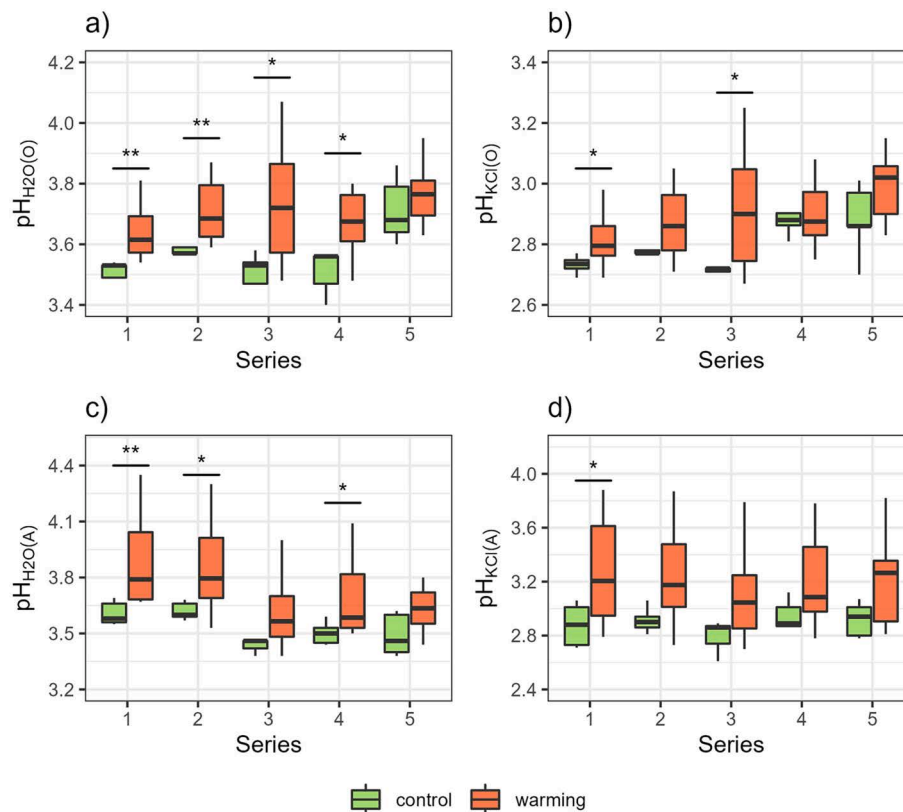 a)
b)
4.2
4.0
3.8
3.6
3.4
pHH2O(O)
*
**
**
*
1 2 3 4 5
Series
3.4
3.2
3.0
2.8
2.6
pHKCl(O)
*
*
1 2 3 4 5
Series
c)
d)
4.4
4.1
3.8
3.5
3.2
pHH2O(A)
**
*
*
1 2 3 4 5
Series
4.0
3.6
3.2
2.8
2.4
pHKCl(A)
*
1 2 3 4 5
Series
control warming